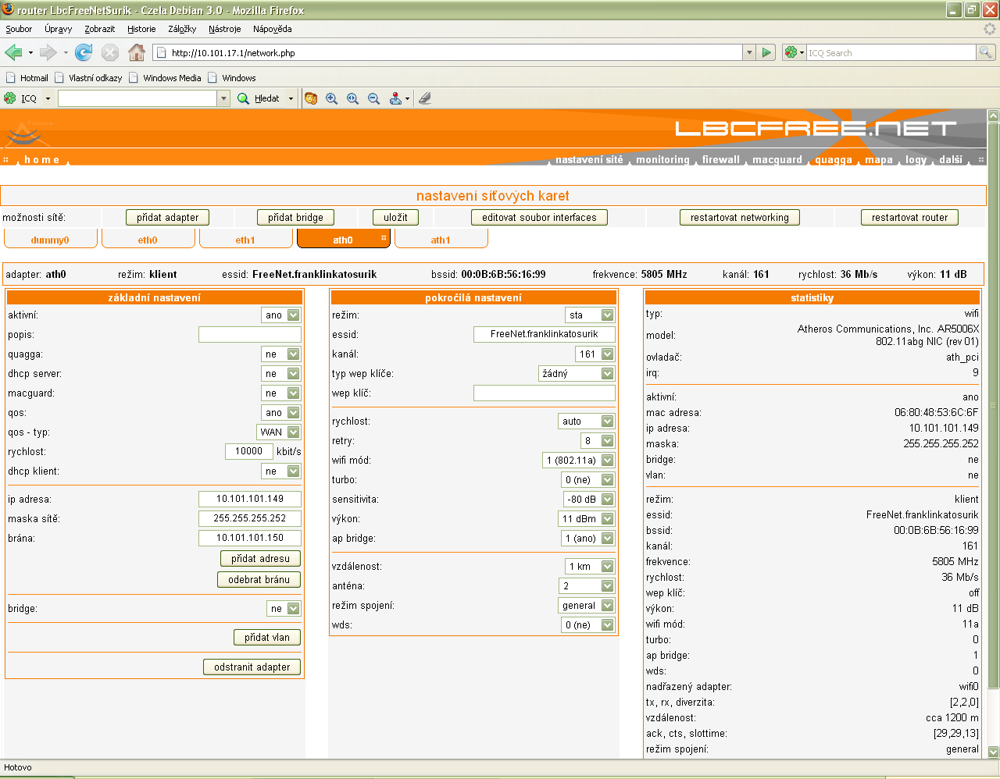 router LbcFreeNetSurik - Czela Debian 3.0 - Mozilla Firefox
Soubor Úpravy Zobrazit Historie Záložky Nástroje Nápověda
http://10.101.17.1/network.php ICQ Search
Hotmail Vlastní odkazy Windows Media Windows
ICQ Hledat
LBCFREE.NET
home nastavení sítě monitoring firewall macguard quagga mapa logy další
nastavení síťových karet
možnosti sítě: přidat adapter přidat bridge uložit editovat soubor interfaces restartovat networking restartovat router
dummy0 eth0 eth1 ath0 ath1
adapter: ath0 režim: klient essid: FreeNet.franklinkatosurik bssid: 00:0B:6B:56:16:99 frekvence: 5805 MHz kanál: 161 rychlost: 36 Mb/s výkon: 11 dB
základní nastavení
aktivní: ano
popis:
quagga: ne
dhcp server: ne
macguard: ne
qos: ano
qos - typ: WAN
rychlost: 10000 kbit/s
dhcp klient: ne
ip adresa: 10.101.101.149
maska sítě: 255.255.255.252
brána: 10.101.101.150
přidat adresu
odebrat bránu
bridge: ne
přidat vlan
odstranit adapter
pokročilá nastavení
režim: sta
essid: FreeNet.franklinkatosurik
kanál: 161
typ wep klíče: žádný
wep klíč:
rychlost: auto
retry: 8
wifi mód: 1 (802.11a)
turbo: 0 (ne)
sensitivita: -80 dB
výkon: 11 dBm
ap bridge: 1 (ano)
vzdálenost: 1 km
anténa: 2
režim spojení: general
wds: 0 (ne)
statistiky
typ: wifi
model: Atheros Communications, Inc. AR5006X
802.11abg NIC (rev 01)
ovladač: ath_pci
irq: 9
aktivní: ano
mac adresa: 06:80:48:53:6C:6F
ip adresa: 10.101.101.149
maska: 255.255.255.252
bridge: ne
vlan: ne
režim: klient
essid: FreeNet.franklinkatosurik
bssid: 00:0B:6B:56:16:99
kanál: 161
frekvence: 5805 MHz
rychlost: 36 Mb/s
wep klíč: off
výkon: 11 dB
wifi mód: 11a
turbo: 0
ap bridge: 1
wds: 0
nadřazený adapter: wifi0
tx, rx, diverzita: [2,2,0]
vzdálenost: cca 1200 m
ack, cts, slottime: [29,29,13]
režim spojení: general
Hotovo